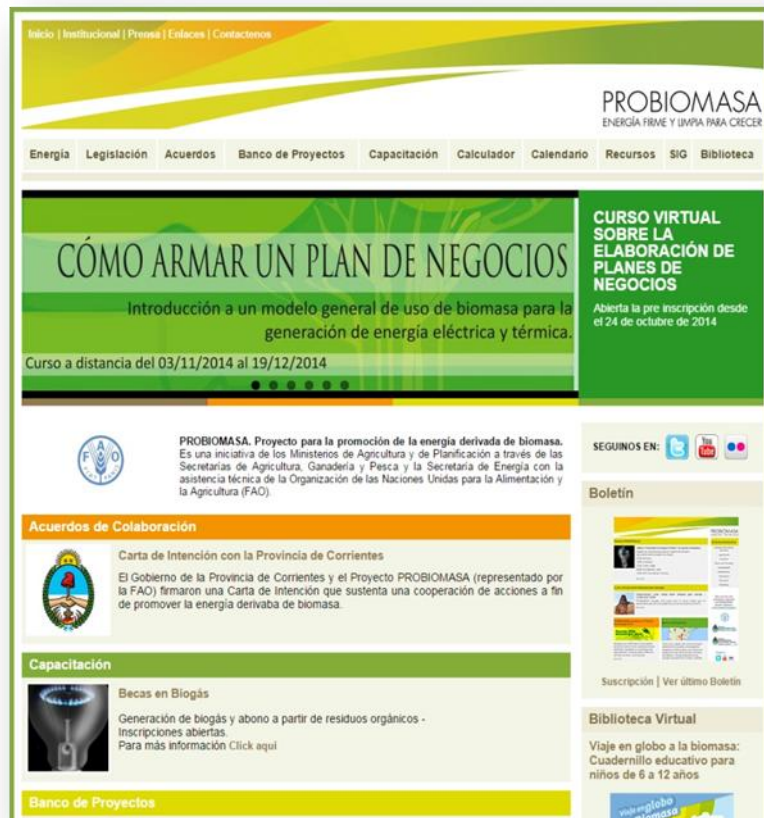 Inicio | Institucional | Prensa | Enlaces | Contactenos
PROBIOMASA
ENERGÍA FIRME Y LIMPIA PARA CRECER
Energía Legislación Acuerdos Banco de Proyectos Capacitación Calculador Calendario Recursos SIG Biblioteca
CÓMO ARMAR UN PLAN DE NEGOCIOS
Introducción a un modelo general de uso de biomasa para la
generación de energía eléctrica y térmica.
Curso a distancia del 03/11/2014 al 19/12/2014
CURSO VIRTUAL
SOBRE LA
ELABORACIÓN DE
PLANES DE
NEGOCIOS
Abierta la pre inscripción desde
el 24 de octubre de 2014
FAO
PROBIOMASA. Proyecto para la promoción de la energía derivada de biomasa.
Es una iniciativa de los Ministerios de Agricultura y de Planificación a través de las
Secretarías de Agricultura, Ganadería y Pesca y la Secretaría de Energía con la
asistencia técnica de la Organización de las Naciones Unidas para la Alimentación y
la Agricultura (FAO).
SEGUINOS EN:
You
Tube
Boletín
Suscripción | Ver último Boletín
Acuerdos de Colaboración
Carta de Intención con la Provincia de Corrientes
El Gobierno de la Provincia de Corrientes y el Proyecto PROBIOMASA (representado por
la FAO) firmaron una Carta de Intención que sustenta una cooperación de acciones a fin
de promover la energía derivaba de biomasa.
Capacitación
Becas en Biogás
Generación de biogás y abono a partir de residuos orgánicos -
Inscripciones abiertas.
Para más información Click aqui
Banco de Proyectos
Biblioteca Virtual
Viaje en globo a la biomasa:
Cuadernillo educativo para
niños de 6 a 12 años
Viaje en globo